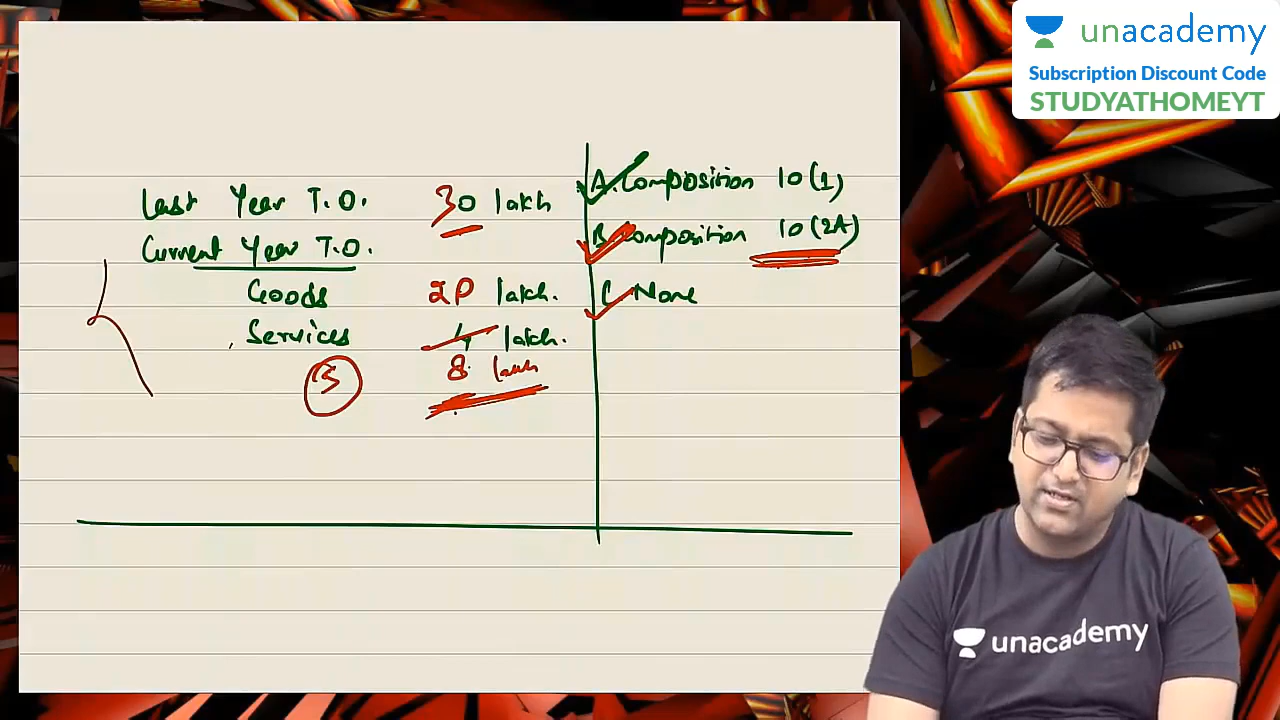 unacademy
Subscription Discount Code
STUDYATHOMEYT
Last Year T.O. 30 lakh
Current Year T.O.
Goods 20 lakh.
Services 4 lakh.
8 lakh
A. Composition 10(1)
B Composition 10(2A)
C None
unacademy